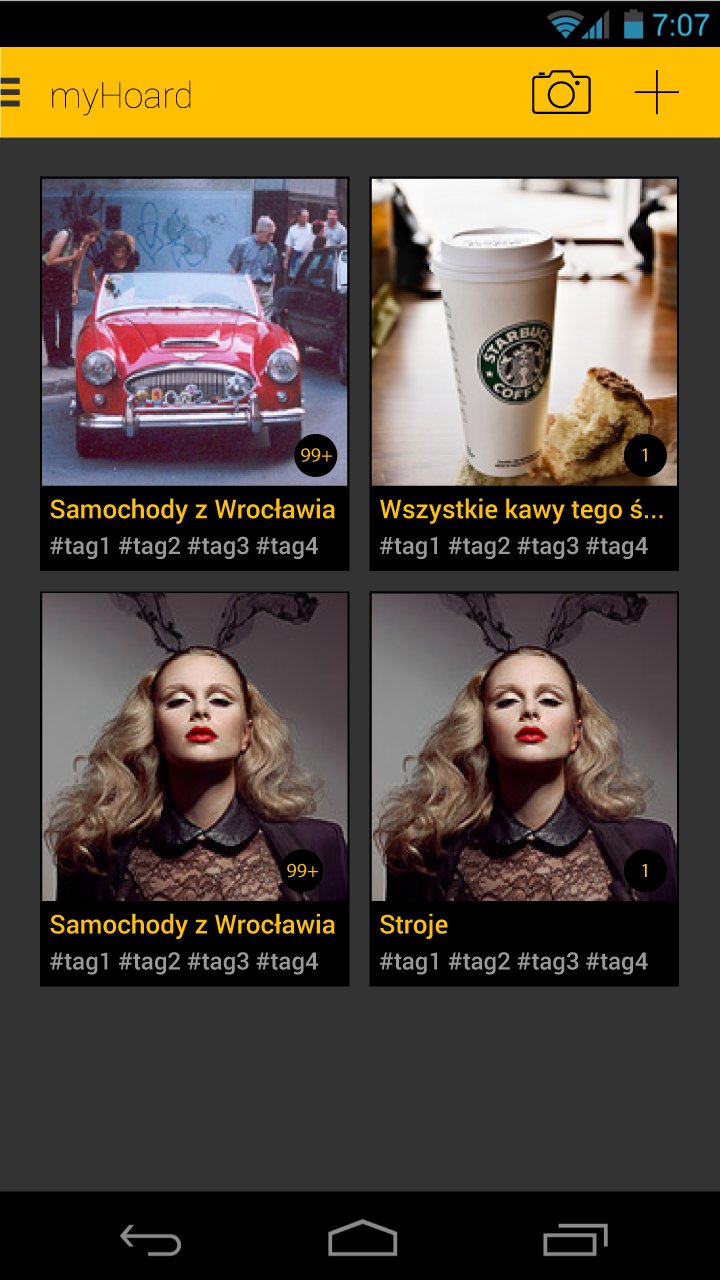 7:07
myHoard
STARBUCKS
COFFEE
99+
1
Samochody z Wrocławia
Wszystkie kawy tego ś...
#tag1 #tag2 #tag3 #tag4
#tag1 #tag2 #tag3 #tag4
99+
1
Samochody z Wrocławia
Stroje
#tag1 #tag2 #tag3 #tag4
#tag1 #tag2 #tag3 #tag4